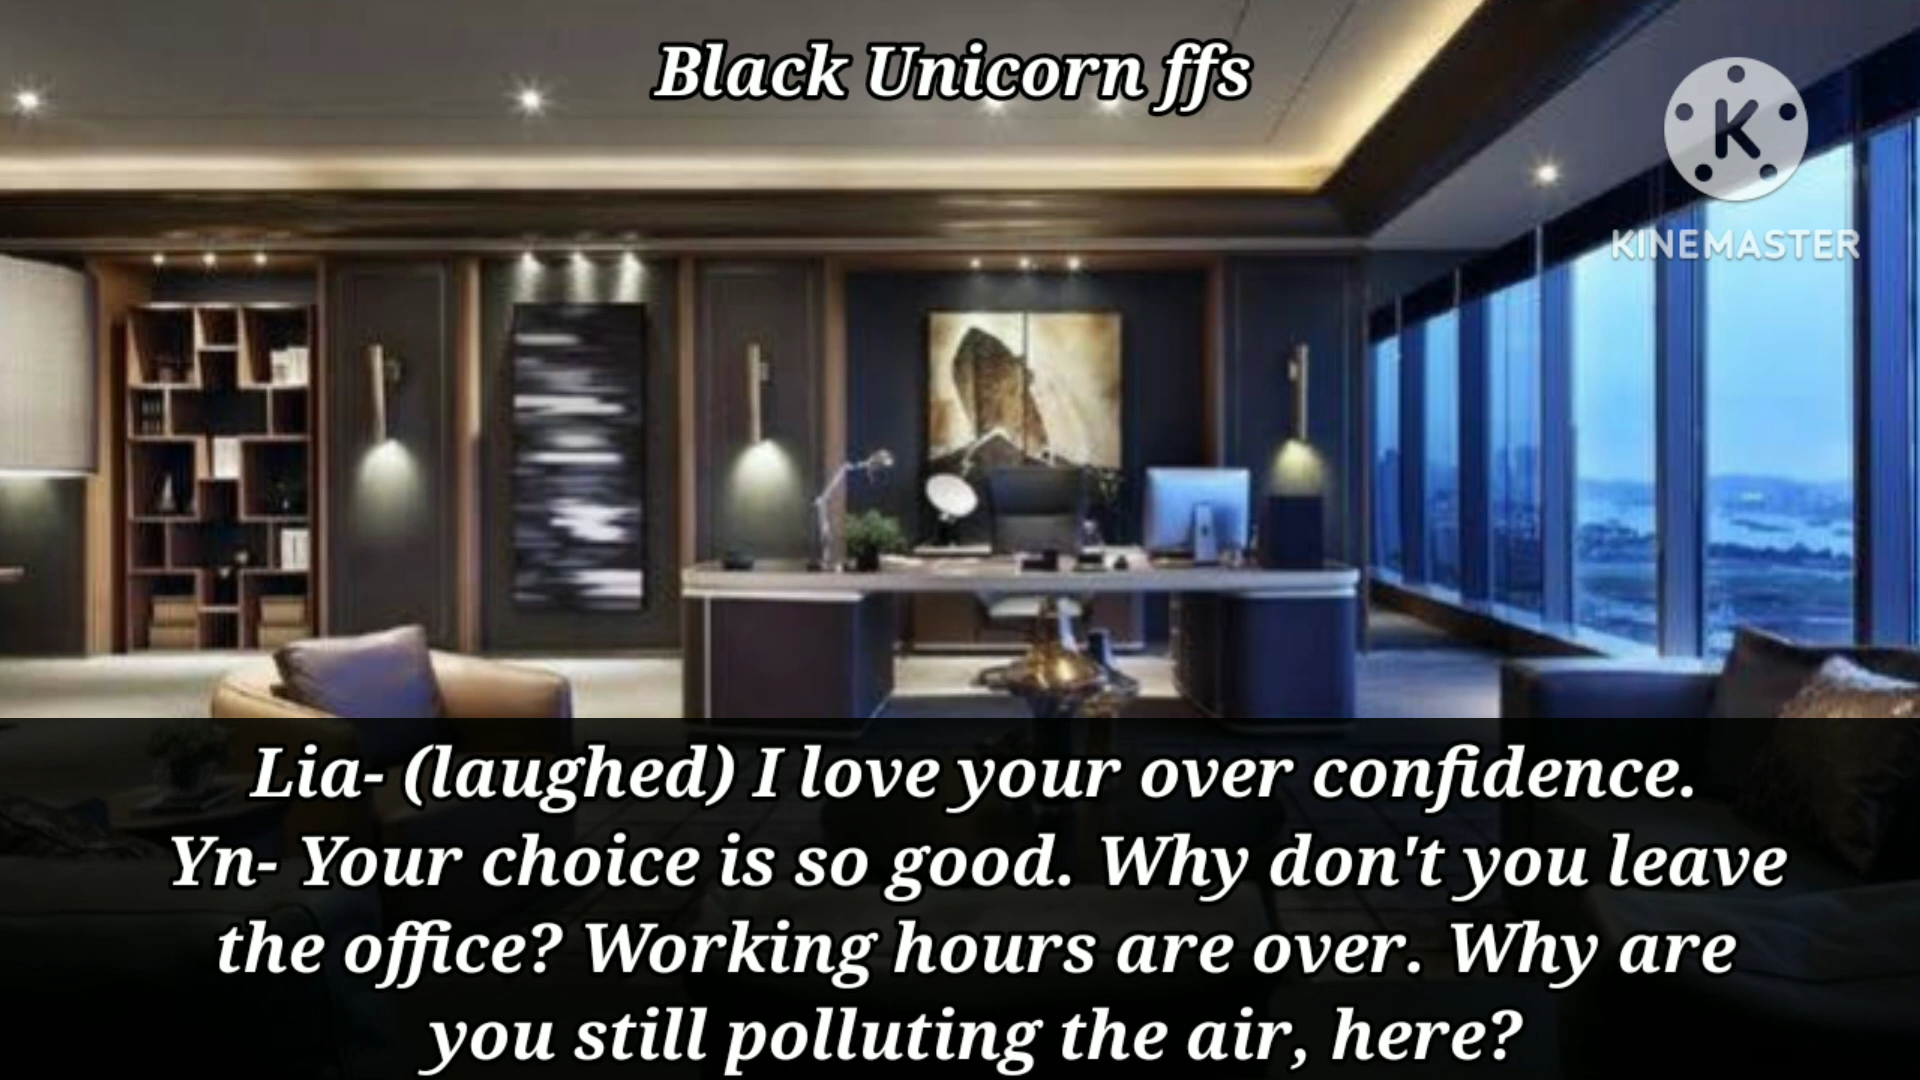 Black Unicorn ffs
K
KINEMASTER
Lia- (laughed) I love your over confidence.
Yn- Your choice is so good. Why don't you leave
the office? Working hours are over. Why are
you still polluting the air, here?